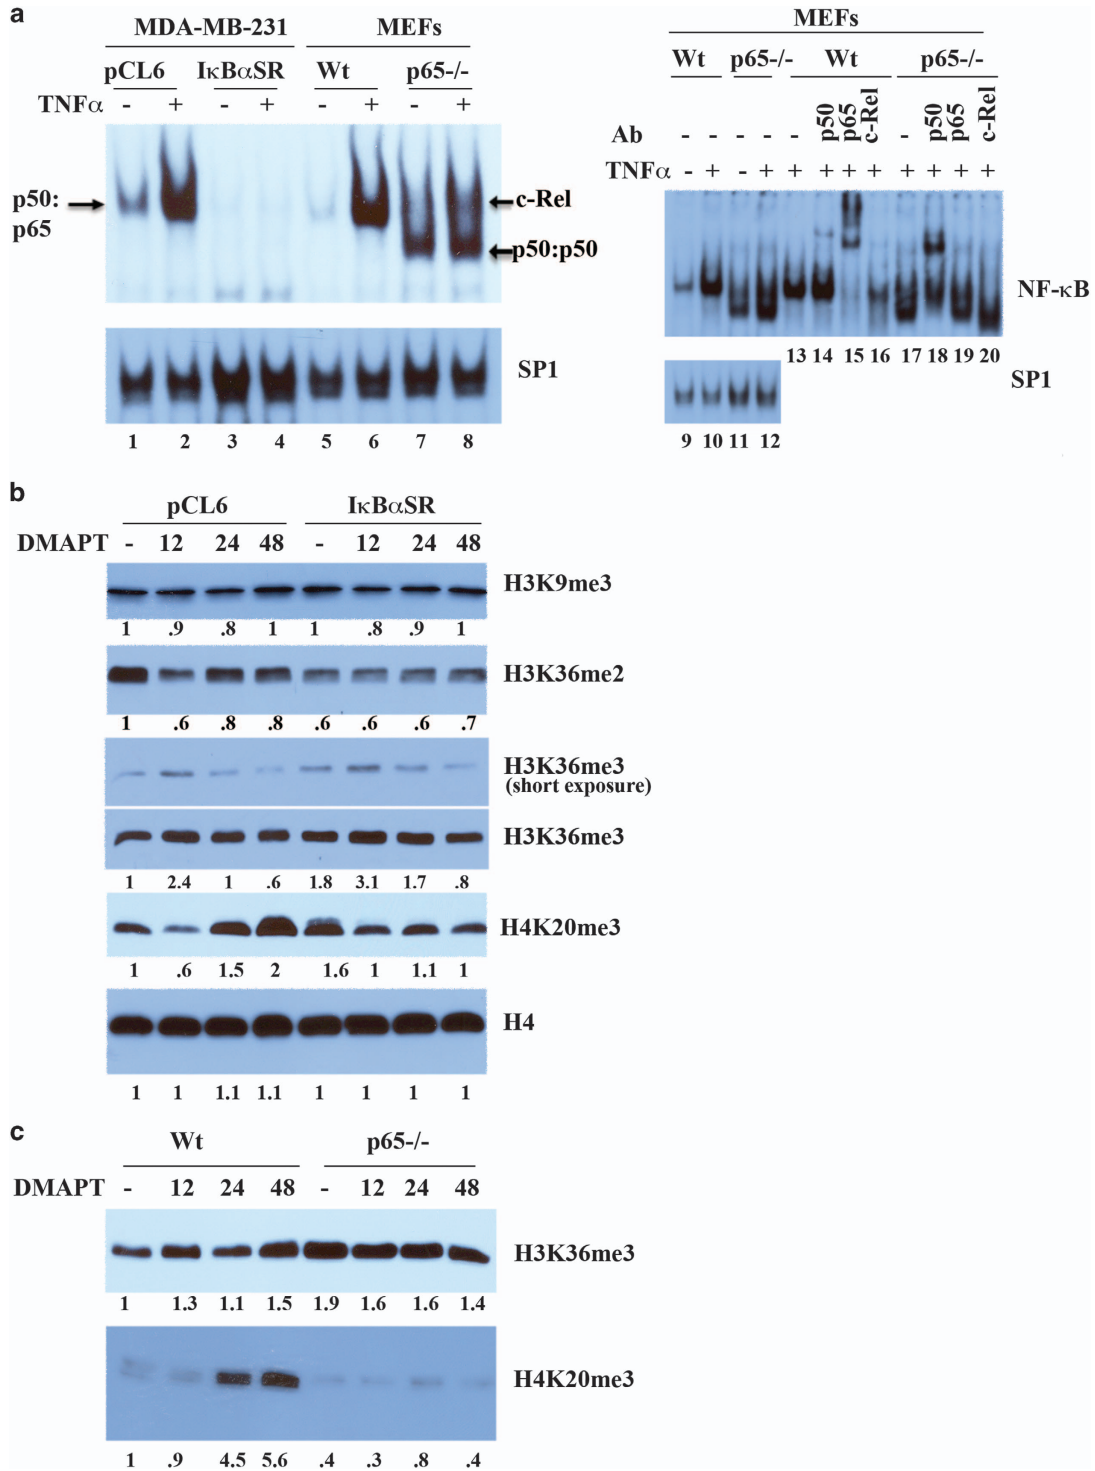 a
MDA-MB-231 MEFs
pCL6 IκBαSR Wt p65-/-
TNFα - + - + - + - +
p50:
p65
c-Rel
p50:p50
SP1
1 2 3 4 5 6 7 8
MEFs
Wt p65-/- Wt p65-/-
Ab - - - - - p50 p65 c-Rel - p50 p65 c-Rel
TNFα - + - + + + + + + + + +
NF-κB
13 14 15 16 17 18 19 20
SP1
9 10 11 12
b
pCL6 IκBαSR
DMAPT - 12 24 48 - 12 24 48
H3K9me3
1 .9 .8 1 1 .8 .9 1
H3K36me2
1 .6 .8 .8 .6 .6 .6 .7
H3K36me3
(short exposure)
H3K36me3
1 2.4 1 .6 1.8 3.1 1.7 .8
H4K20me3
1 .6 1.5 2 1.6 1 1.1 1
H4
1 1 1.1 1.1 1 1 1 1
c
Wt p65-/-
DMAPT - 12 24 48 - 12 24 48
H3K36me3
1 1.3 1.1 1.5 1.9 1.6 1.6 1.4
H4K20me3
1 .9 4.5 5.6 .4 .3 .8 .4